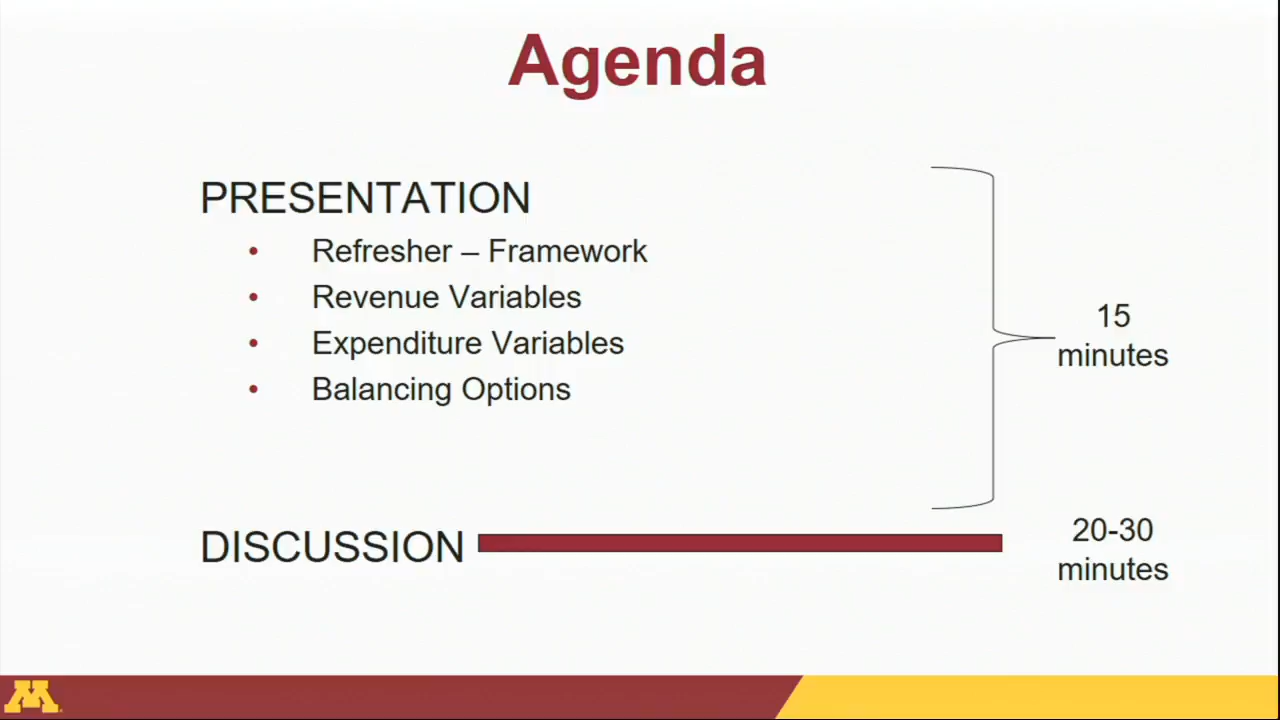 Agenda
PRESENTATION
• Refresher – Framework
• Revenue Variables
• Expenditure Variables
• Balancing Options
15
minutes
DISCUSSION
20-30
minutes
M